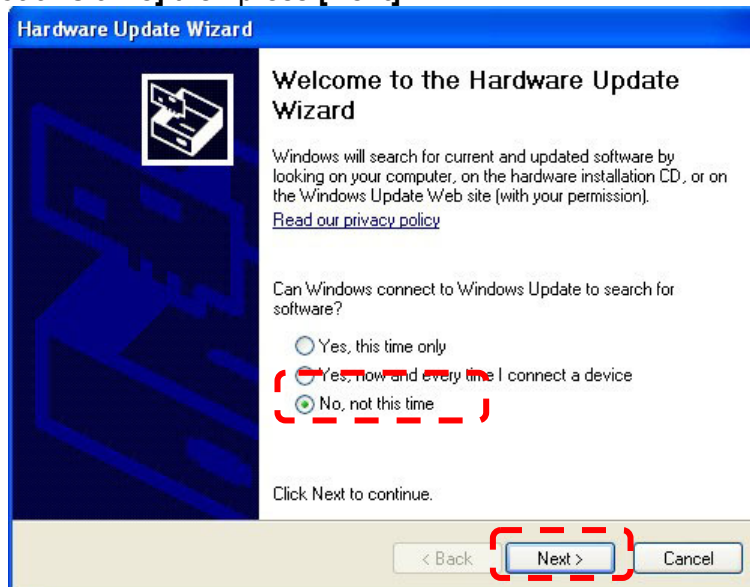 then press
Hardware Update Wizard
Welcome to the Hardware Update
Wizard
Windows will search for current and updated software by
looking on your computer, on the hardware installation CD, or on
the Windows Update Web site (with your permission).
Read our privacy policy
Can Windows connect to Windows Update to search for
software?
Yes, this time only
Yes, now and every time I connect a device
No, not this time
Click Next to continue.
< Back Next > Cancel